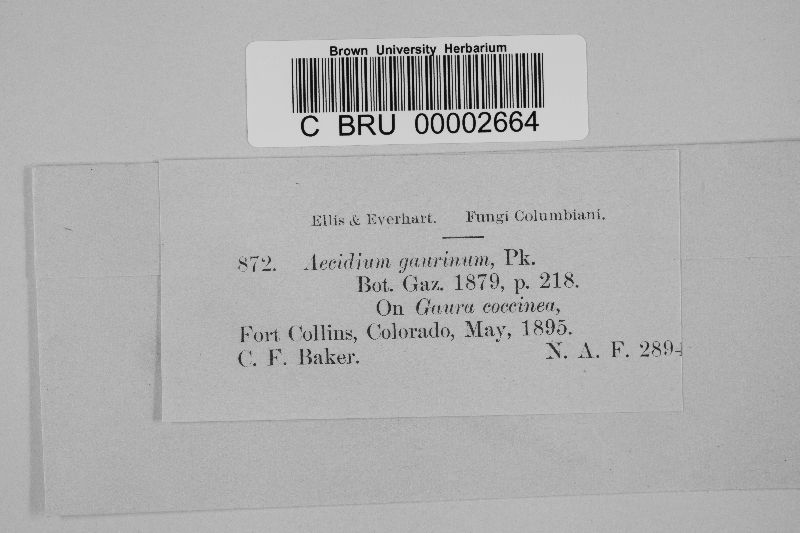 Brown University Herbarium
C BRU 00002664
Ellis & Everhart. Fungi Columbiani.
872. Aecidium gaurinum, Pk.
Bot. Gaz. 1879, p. 218.
On Gaura coccinea,
Fort Collins, Colorado, May, 1895.
C. F. Baker. N. A. F. 2894